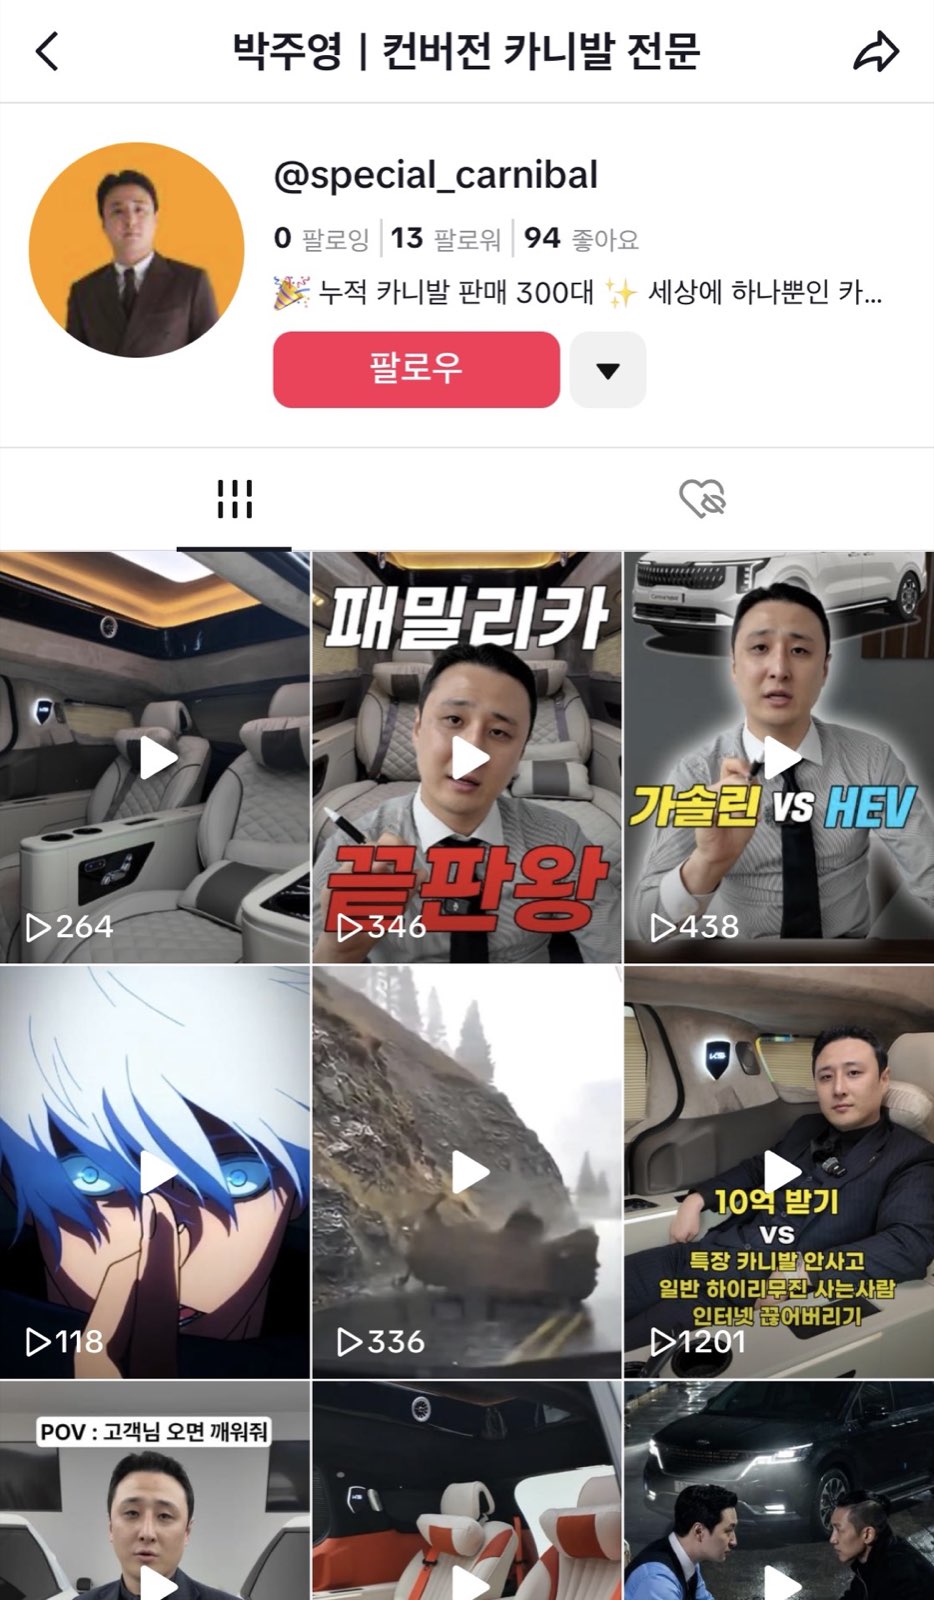 박주영 | 컨버전 카니발 전문
@special_carnibal
0 팔로잉 13 팔로워 94 좋아요
🎉 누적 카니발 판매 300대 ✨ 세상에 하나뿐인 카...
팔로우
패밀리카
끝판왕
가솔린 VS HEV
264
346
438
10억 받기
VS
특장 카니발 안사고
일반 하이리무진 사는사람
인터넷 끊어버리기
118
336
1201
POV : 고객님 오면 깨워줘